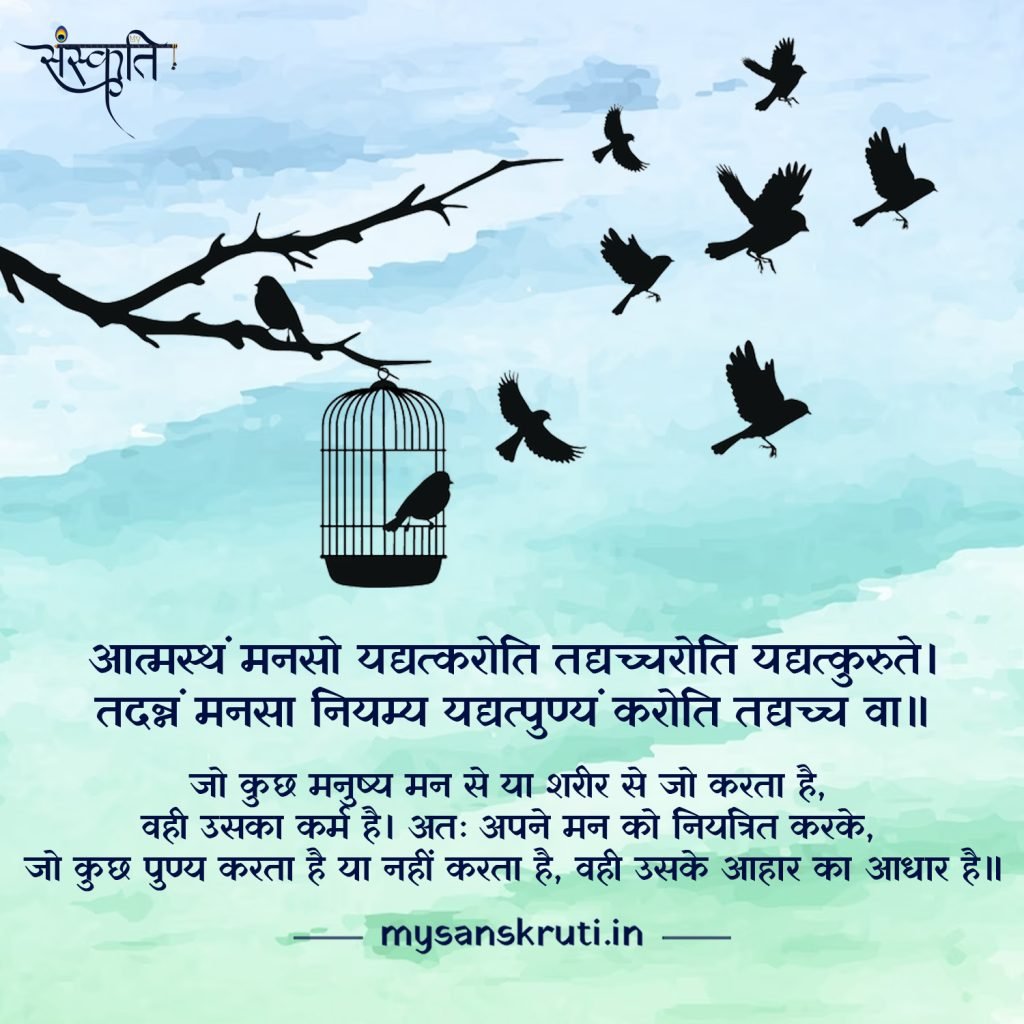 संस्कृति
आत्मस्थं मनसो यद्यत्करोति तद्यच्चरोति यद्यत्कुरुते।
तदन्नं मनसा नियम्य यद्यत्पुण्यं करोति तद्यच्च वा॥
जो कुछ मनुष्य मन से या शरीर से जो करता है,
वही उसका कर्म है। अतः अपने मन को नियत्रित करके,
जो कुछ पुण्य करता है या नहीं करता है, वही उसके आहार का आधार है॥
mysanskruti.in